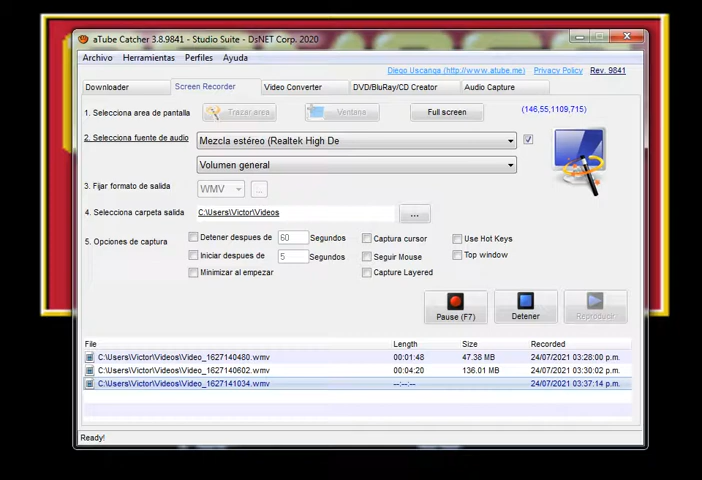 aTube Catcher 3.8.9841 - Studio Suite - DsNET Corp. 2020
Archivo Herramientas Perfiles Ayuda
Diego Uscanga (http://www.atube.me) Privacy Policy Rev. 9841
Downloader Screen Recorder Video Converter DVD/BluRay/CD Creator Audio Capture
1. Selecciona area de pantalla Trazar area Ventana Full screen (146,55,1109,715)
2. Selecciona fuente de audio Mezcla estéreo (Realtek High De
Volumen general
3. Fijar formato de salida WMV ...
4. Selecciona carpeta salida C:\Users\Victor\Videos ...
5. Opciones de captura Detener despues de 60 Segundos Captura cursor Use Hot Keys
Iniciar despues de 5 Segundos Seguir Mouse Top window
Minimizar al empezar Capture Layered
Pause (F7) Detener Reproducir
File Length Size Recorded
C:\Users\Victor\Videos\Video_1627140480.wmv 00:01:48 47.38 MB 24/07/2021 03:28:00 p.m.
C:\Users\Victor\Videos\Video_1627140602.wmv 00:04:20 136.01 MB 24/07/2021 03:30:02 p.m.
C:\Users\Victor\Videos\Video_1627141034.wmv --:--:-- 24/07/2021 03:37:14 p.m.
Ready!